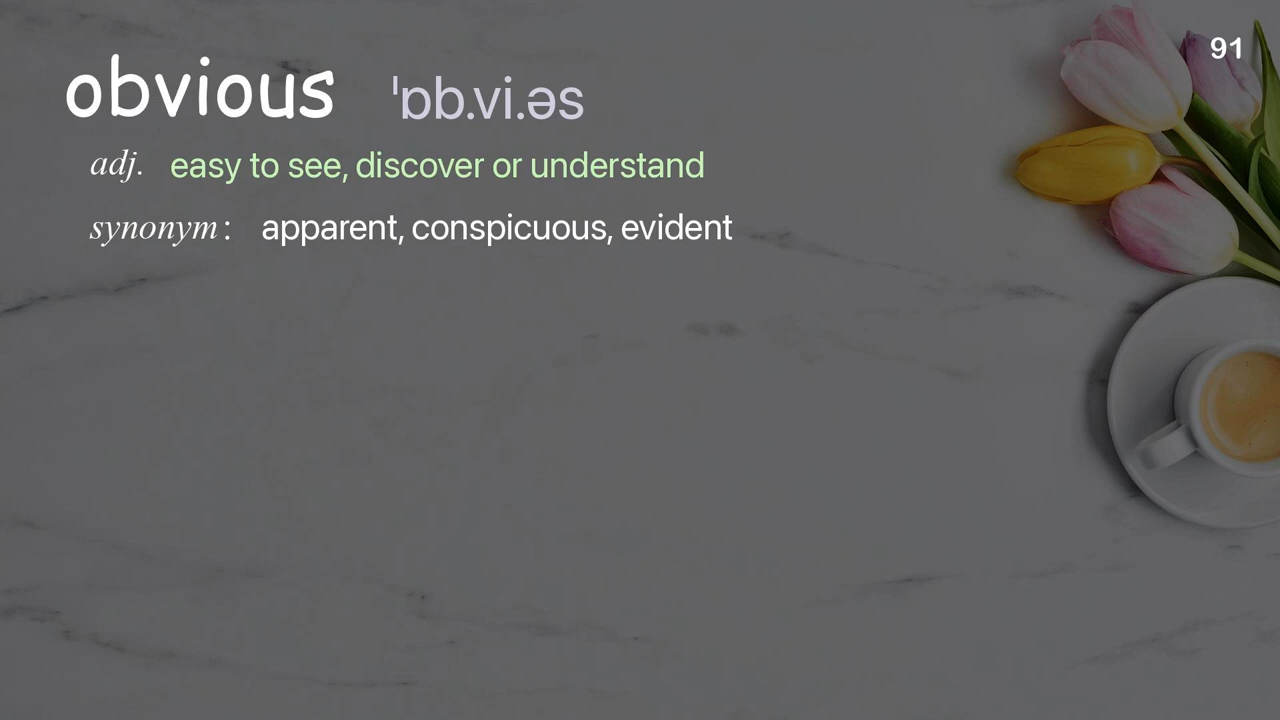 91
obvious ˈɒb.vi.əs
adj. easy to see, discover or understand
synonym: apparent, conspicuous, evident